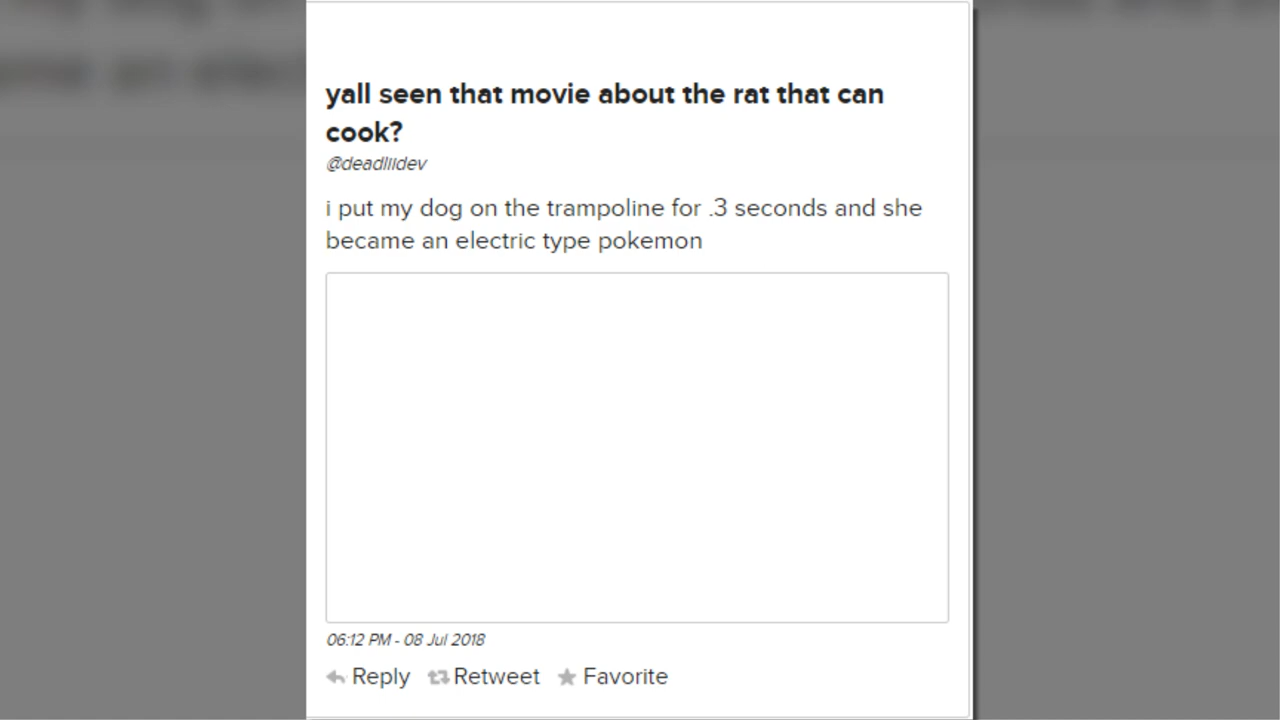 yall seen that movie about the rat that can
cook?
@deadlildev
i put my dog on the trampoline for .3 seconds and she
became an electric type pokemon
06:12 PM - 08 Jul 2018
Reply Retweet Favorite